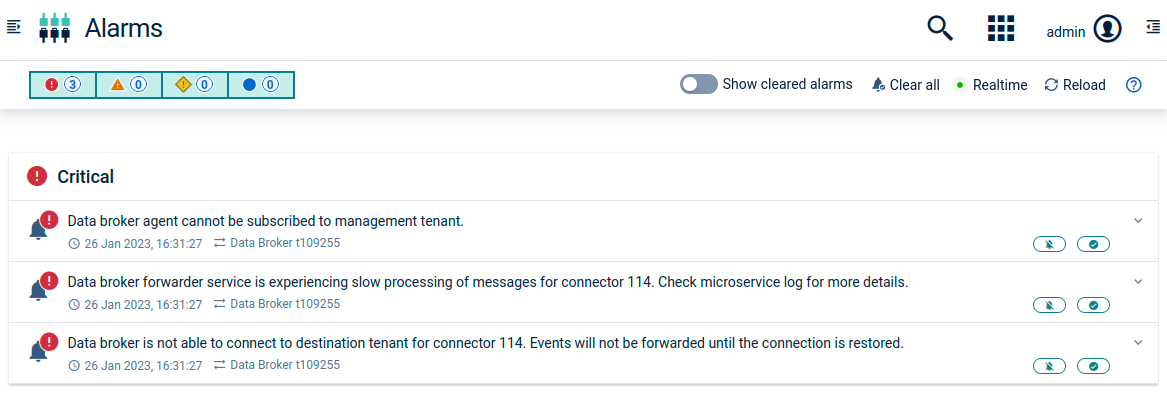 Alarms
admin
3
0
0
0
Show cleared alarms
Clear all
Realtime
Reload
?
Critical
Data broker agent cannot be subscribed to management tenant.
26 Jan 2023, 16:31:27 Data Broker t109255
Data broker forwarder service is experiencing slow processing of messages for connector 114. Check microservice log for more details.
26 Jan 2023, 16:31:27 Data Broker t109255
Data broker is not able to connect to destination tenant for connector 114. Events will not be forwarded until the connection is restored.
26 Jan 2023, 16:31:27 Data Broker t109255